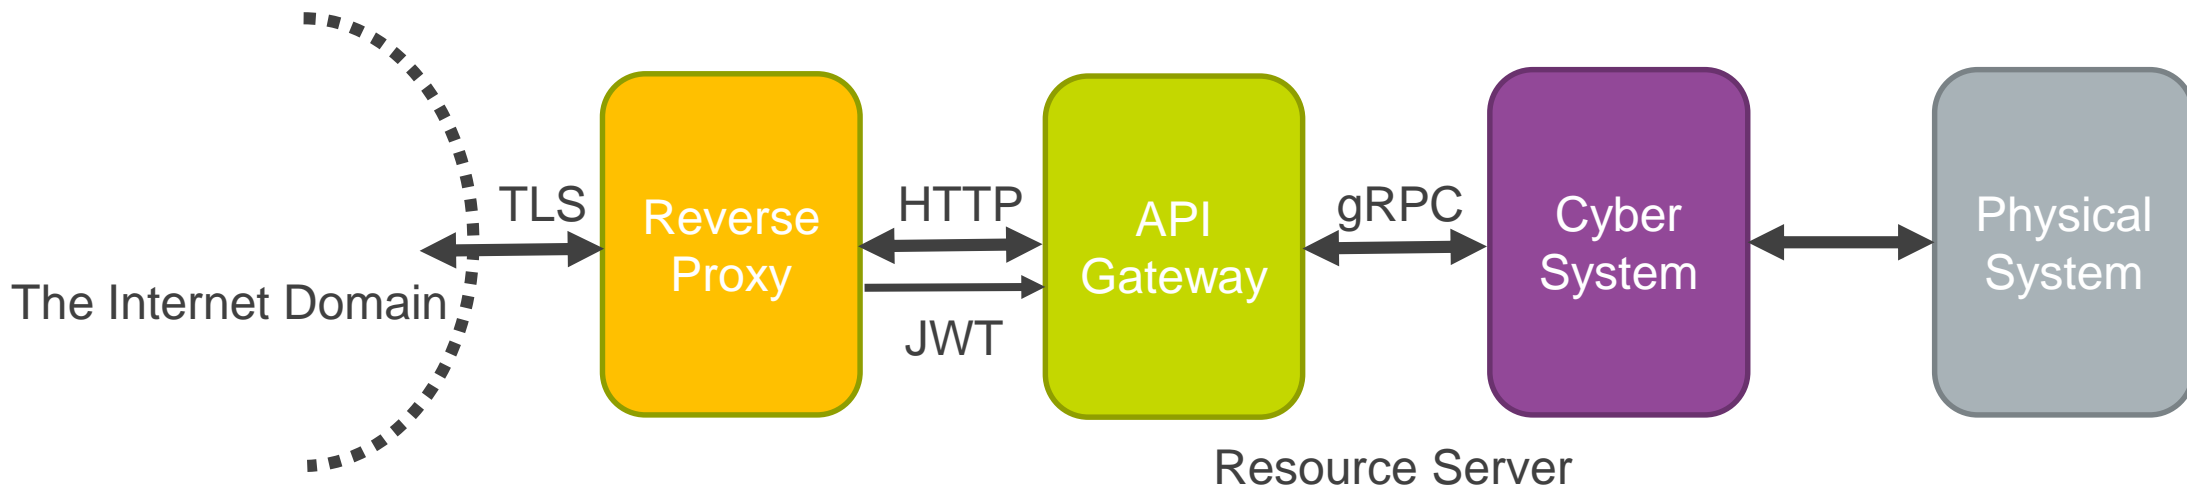 The Internet Domain
TLS
Reverse
Proxy
HTTP
JWT
API
Gateway
gRPC
Cyber
System
Physical
System
Resource Server